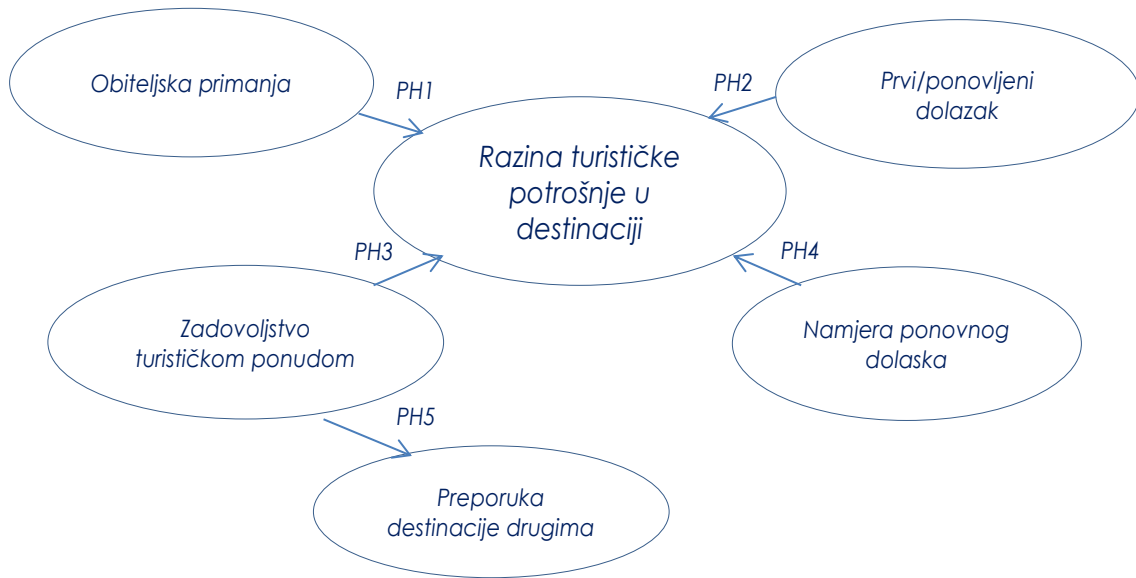 Obiteljska primanja
PH1
PH2
Prvi/ponovljeni
dolazak
Razina turističke
potrošnje u
destinaciji
PH3
PH4
Zadovoljstvo
turističkom ponudom
Namjera ponovnog
dolaska
PH5
Preporuka
destinacije drugima